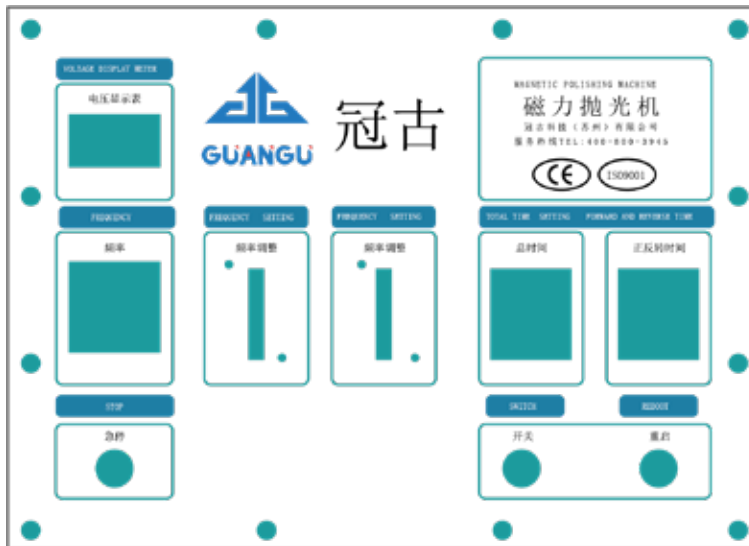 VOLTAGE DISPLAY METER
电压显示表
GUANGU
冠古
MAGNETIC POLISHING MACHINE
磁力抛光机
冠古科技（苏州）有限公司
服务热线TEL:400-800-3945
CE
ISO9001
FREQUENCY
频率
FREQUENCY SETTING
频率调整
FREQUENCY SETTING
频率调整
TOTAL TIME SETTING FORWARD AND REVERSE TIME
总时间
正反转时间
STOP
急停
SWITCH
开关
REBOOT
重启